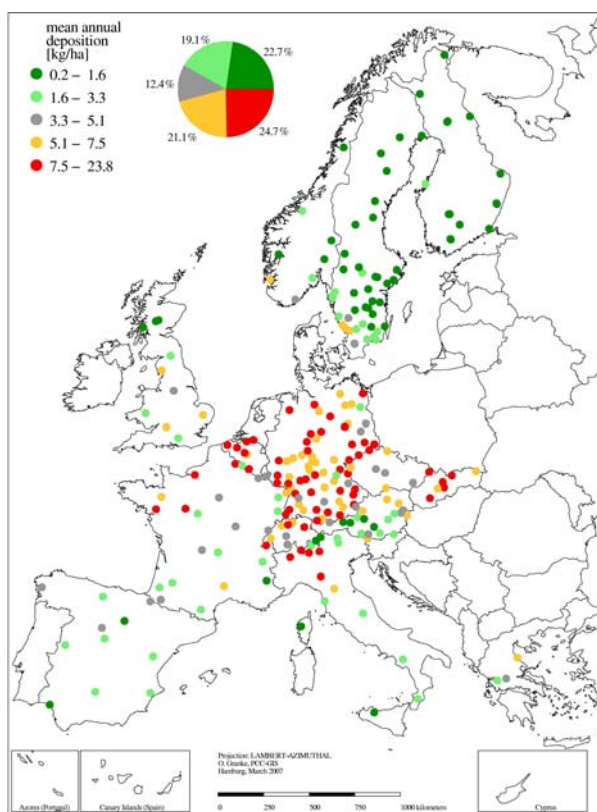 mean annual
deposition
[kg/ha]
0.2 – 1.6
1.6 – 3.3
3.3 – 5.1
5.1 – 7.5
7.5 – 23.8
19.1%
22.7%
12.4%
21.1%
24.7%
Azores (Portugal)
Canary Islands (Spain)
Projection: LAMBERT-AZIMUTHAL
O. Granke, PCC-GIS
Hamburg, March 2007
0 250 500 750 1000 kilometers
Cyprus